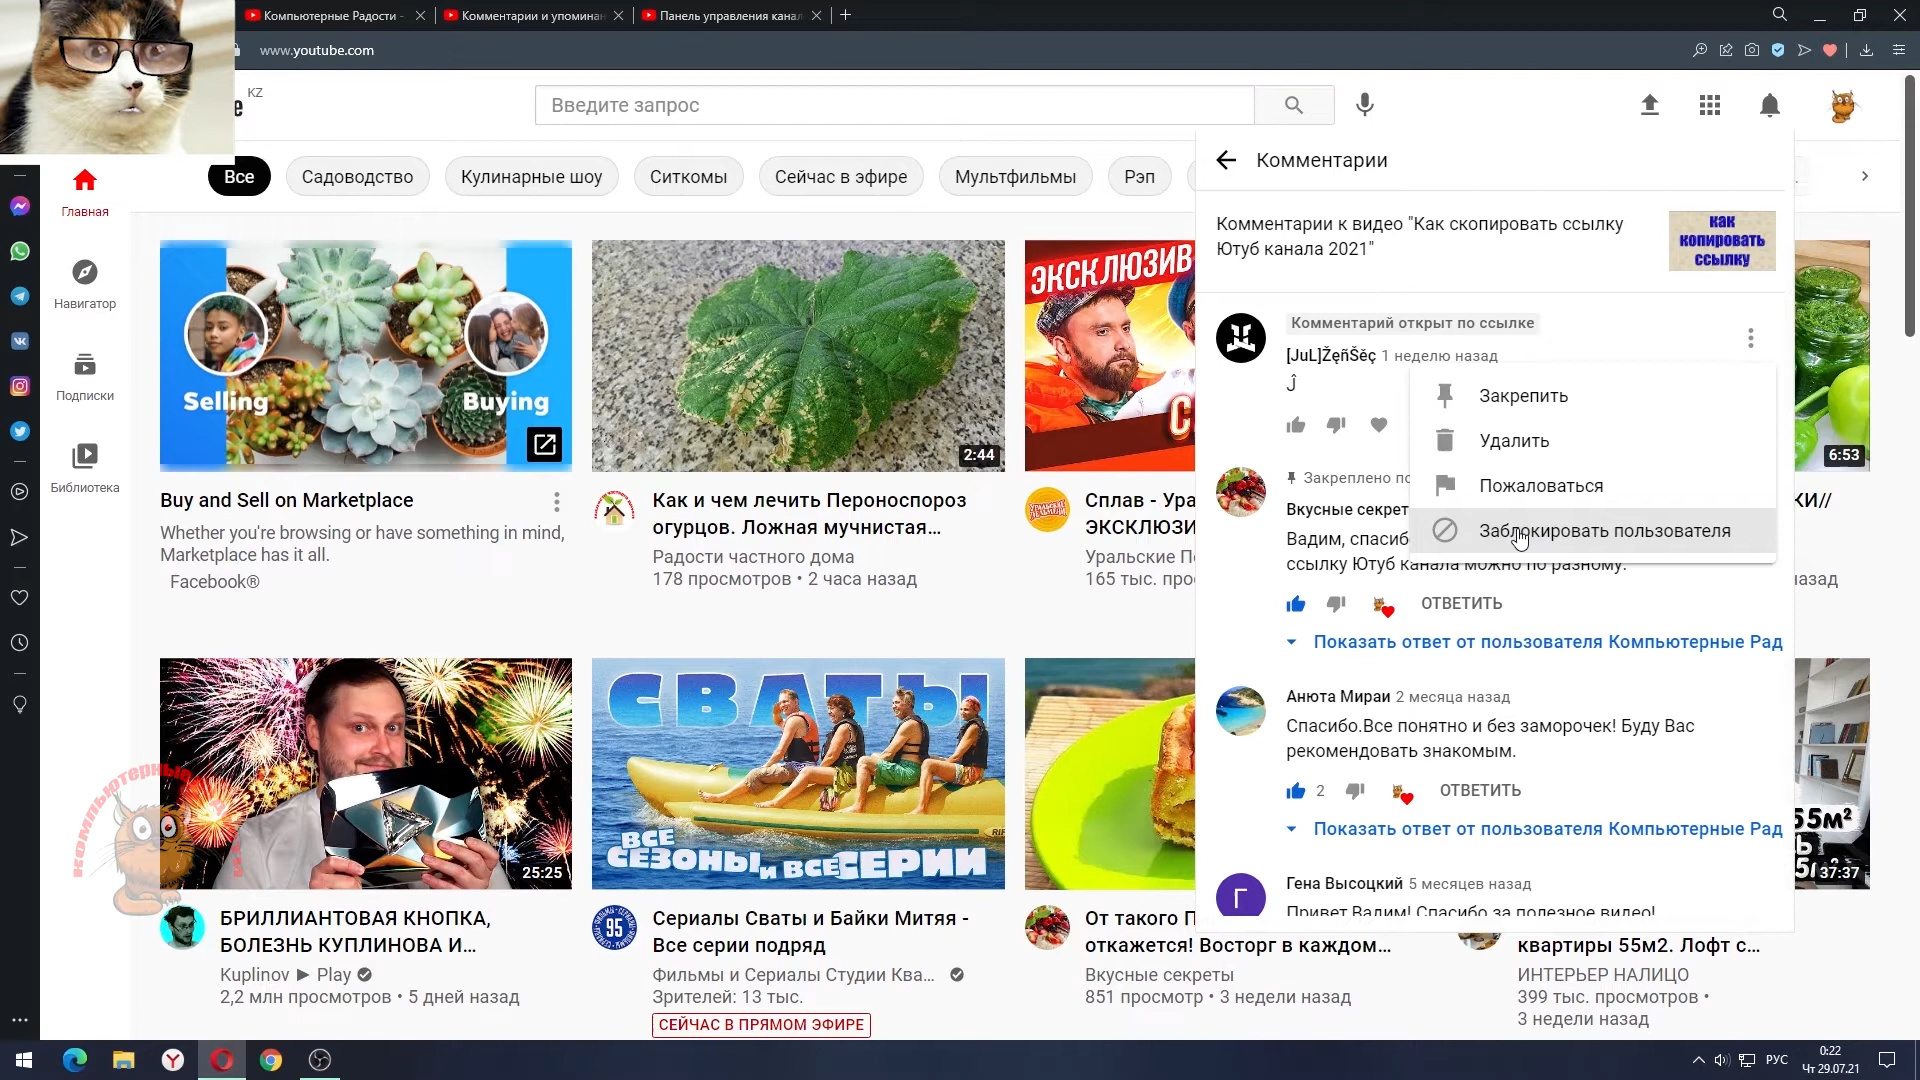 Компьютерные Радости -
Комментарии и упоминан
Панель управления канал
www.youtube.com
e KZ
Введите запрос
Все
Садоводство
Кулинарные шоу
Ситкомы
Сейчас в эфире
Мультфильмы
Рэп
Главная
Навигатор
Подписки
Библиотека
Selling
Buying
Buy and Sell on Marketplace
Whether you're browsing or have something in mind,
Marketplace has it all.
Facebook®
2:44
Как и чем лечить Пероноспороз
огурцов. Ложная мучнистая...
Радости частного дома
178 просмотров • 2 часа назад
ЭКСКЛЮЗИВ
Сплав - Ура
ЭКСКЛЮЗИ
Уральские Пе
165 тыс. про
6:53
КИ//
назад
Комментарии
Комментарии к видео "Как скопировать ссылку
Ютуб канала 2021"
как
копировать
ссылку
Комментарий открыт по ссылке
[JuL]ŽęñŠěç 1 неделю назад
Ĵ
Закрепить
Удалить
Пожаловаться
Заблокировать пользователя
Закреплено по
Вкусные секрет
Вадим, спасиб
ссылку Ютуб канала можно по разному.
ОТВЕТИТЬ
Показать ответ от пользователя Компьютерные Рад
Анюта Мираи 2 месяца назад
Спасибо.Все понятно и без заморочек! Буду Вас
рекомендовать знакомым.
2 ОТВЕТИТЬ
Показать ответ от пользователя Компьютерные Рад
Г
Гена Высоцкий 5 месяцев назад
Привет Вадим! Спасибо за полезное видео!
компьютерные
25:25
БРИЛЛИАНТОВАЯ КНОПКА,
БОЛЕЗНЬ КУПЛИНОВА И...
Kuplinov ► Play
2,2 млн просмотров • 5 дней назад
СВАТЫ
ВСЕ
СЕЗОНЫ и ВСЕ СЕРИИ
95
Сериалы Сваты и Байки Митяя -
Все серии подряд
Фильмы и Сериалы Студии Ква...
Зрителей: 13 тыс.
СЕЙЧАС В ПРЯМОМ ЭФИРЕ
От такого П
откажется! Восторг в каждом...
Вкусные секреты
851 просмотр • 3 недели назад
55м²
37:37
квартиры 55м2. Лофт с...
ИНТЕРЬЕР НАЛИЦО
399 тыс. просмотров •
3 недели назад
РУС
0:22
Чт 29.07.21